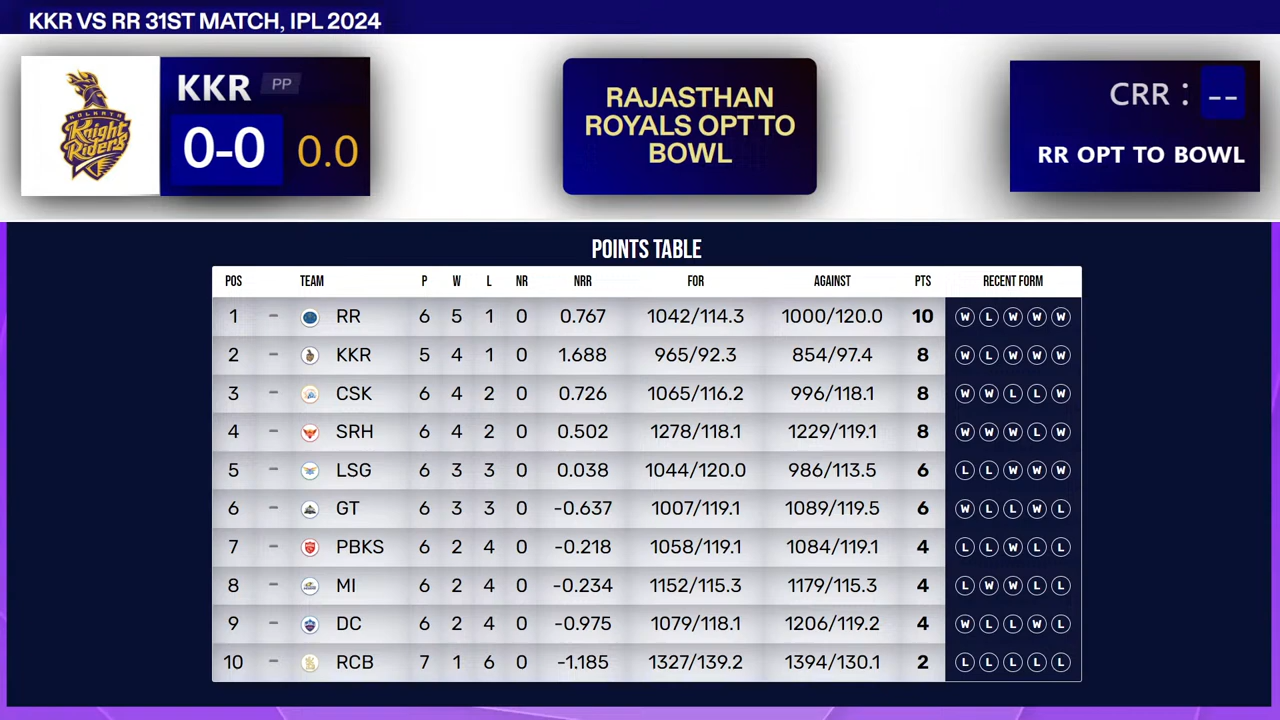 KKR VS RR 31ST MATCH, IPL 2024
KOLKATA
Knight
Riders
KKR PP
0-0 0.0
RAJASTHAN
ROYALS OPT TO
BOWL
CRR : --
RR OPT TO BOWL
POINTS TABLE
POS TEAM P W L NR NRR FOR AGAINST PTS RECENT FORM
1 - RR 6 5 1 0 0.767 1042/114.3 1000/120.0 10 W L W W W
2 - KKR 5 4 1 0 1.688 965/92.3 854/97.4 8 W L W W W
3 - CSK 6 4 2 0 0.726 1065/116.2 996/118.1 8 W W L L W
4 - SRH 6 4 2 0 0.502 1278/118.1 1229/119.1 8 W W W L W
5 - LSG 6 3 3 0 0.038 1044/120.0 986/113.5 6 L L W W W
6 - GT 6 3 3 0 -0.637 1007/119.1 1089/119.5 6 W L L W L
7 - PBKS 6 2 4 0 -0.218 1058/119.1 1084/119.1 4 L L W L L
8 - MI 6 2 4 0 -0.234 1152/115.3 1179/115.3 4 L W W L L
9 - DC 6 2 4 0 -0.975 1079/118.1 1206/119.2 4 W L L W L
10 - RCB 7 1 6 0 -1.185 1327/139.2 1394/130.1 2 L L L L L